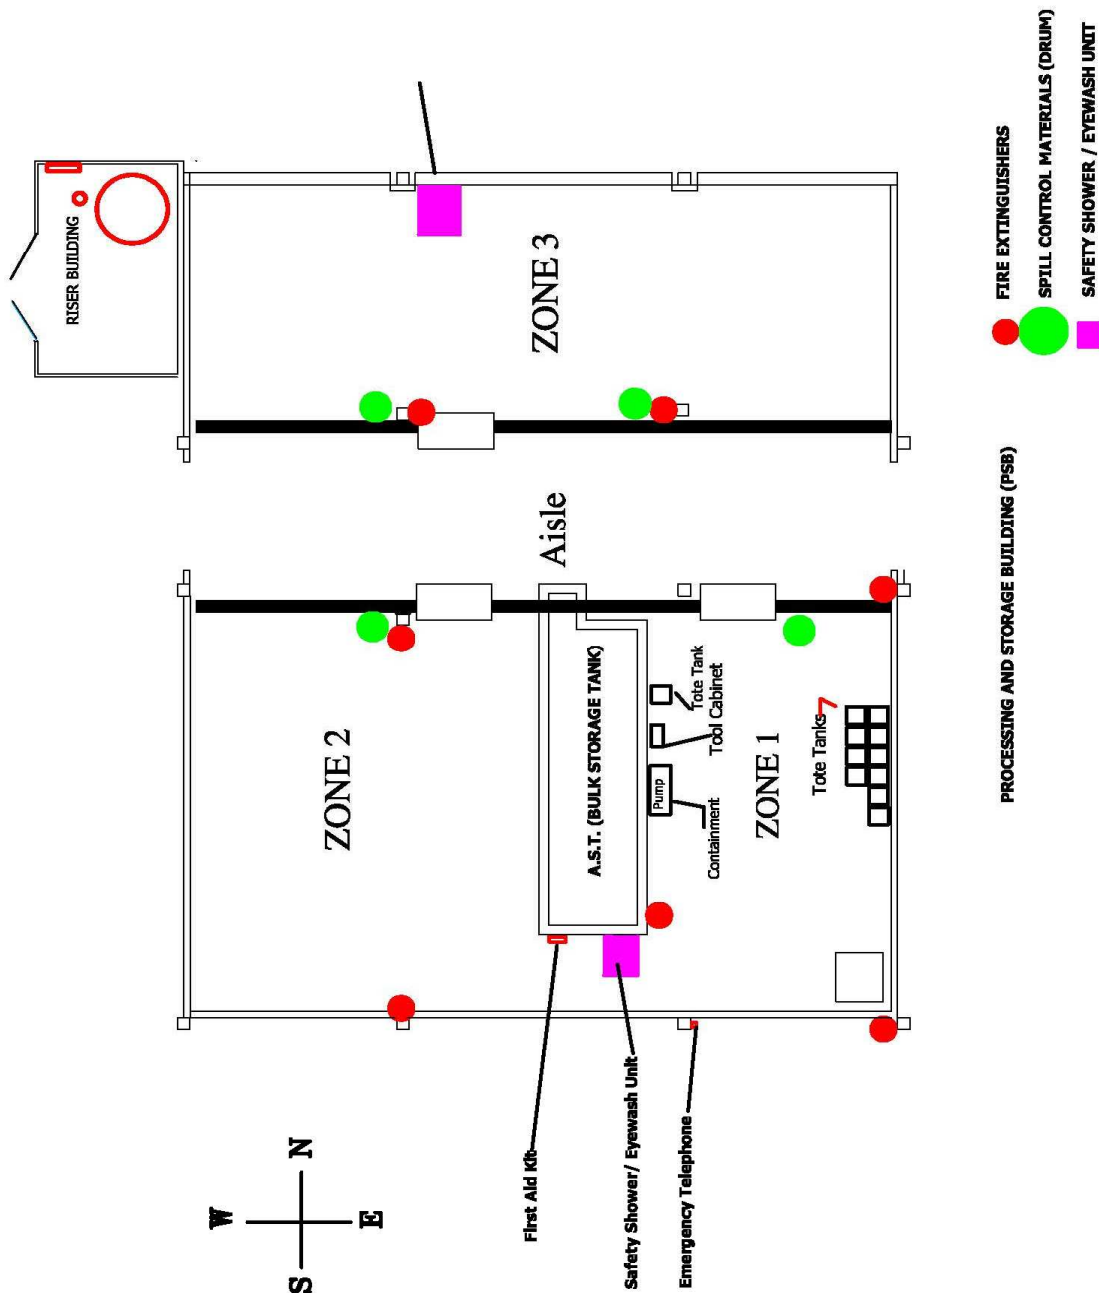 RISER BUILDING
ZONE 3
Aisle
ZONE 2
A.S.T. (BULK STORAGE TANK)
Tote Tank
Tool Cabinet
Pump
Containment
ZONE 1
Tote Tanks
First Aid Kit
Safety Shower/ Eyewash Unit
Emergency Telephone
N
W
E
S
FIRE EXTINGUISHERS
SPILL CONTROL MATERIALS (DRUM)
SAFETY SHOWER / EYEWASH UNIT
PROCESSING AND STORAGE BUILDING (PSB)